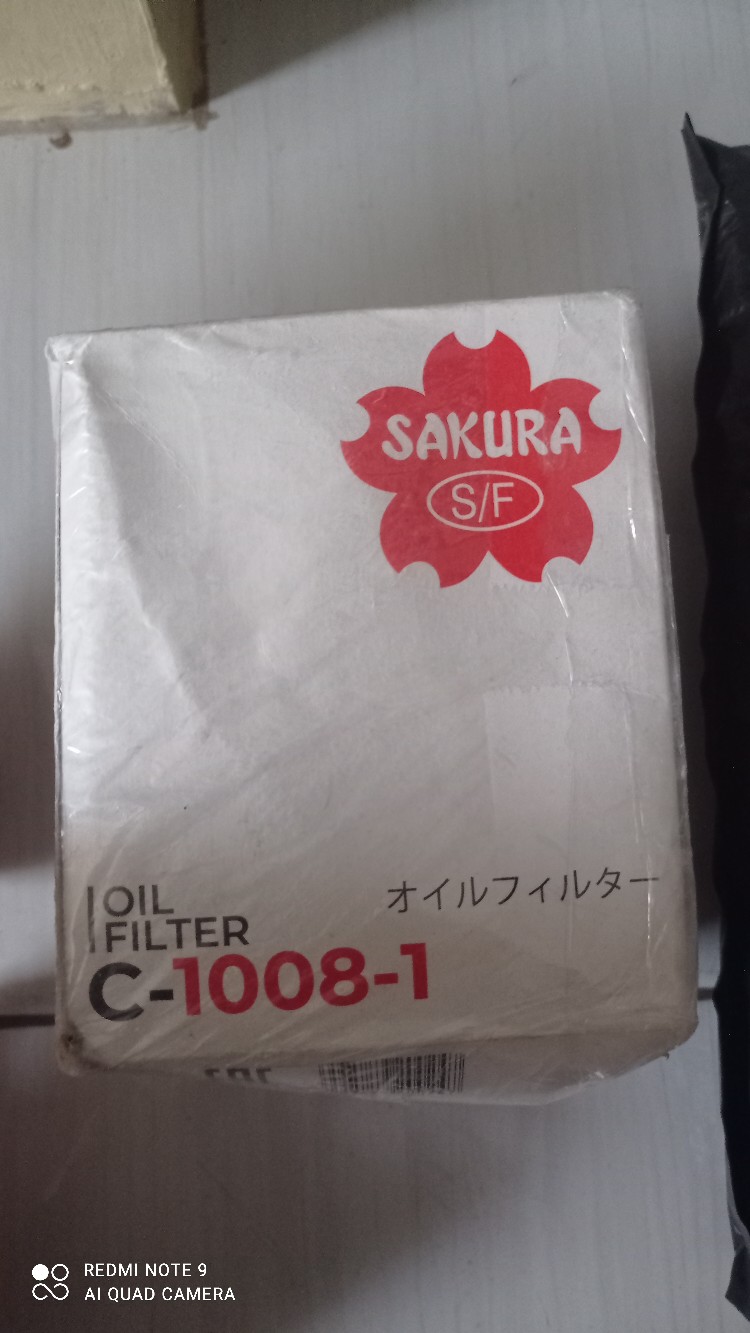 SAKURA
S/F
OIL
FILTER
オイルフィルター
C-1008-1
REDMI NOTE 9
AI QUAD CAMERA